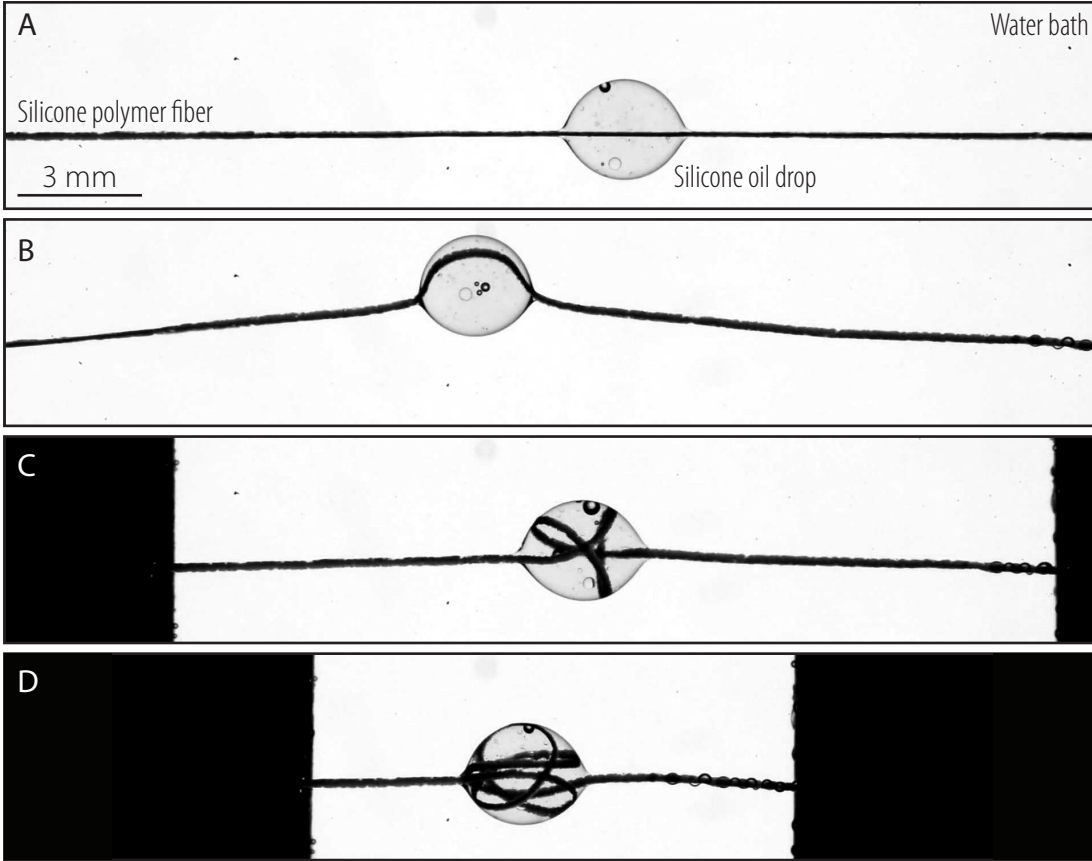 A
Water bath
Silicone polymer fiber
3 mm
Silicone oil drop
B
C
D